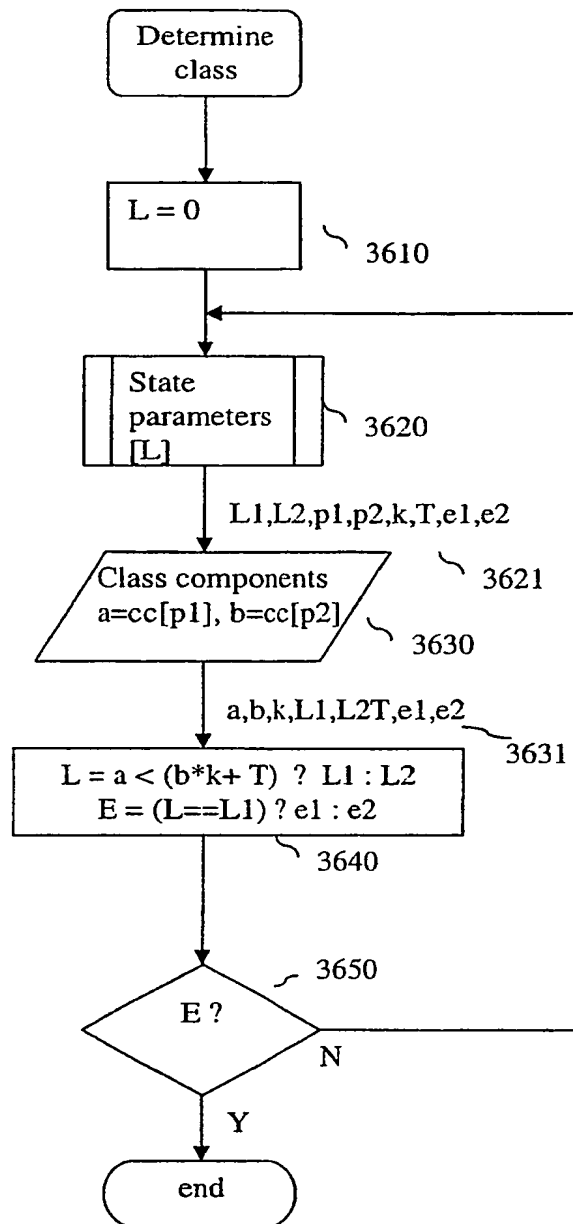 Determine
class
L = 0
3610
State
parameters
[L]
3620
L1,L2,p1,p2,k,T,e1,e2
3621
Class components
a=cc[p1], b=cc[p2]
3630
a,b,k,L1,L2T,e1,e2
3631
L = a < (b*k+ T) ? L1 : L2
E = (L==L1) ? e1 : e2
3640
3650
E ?
N
Y
end